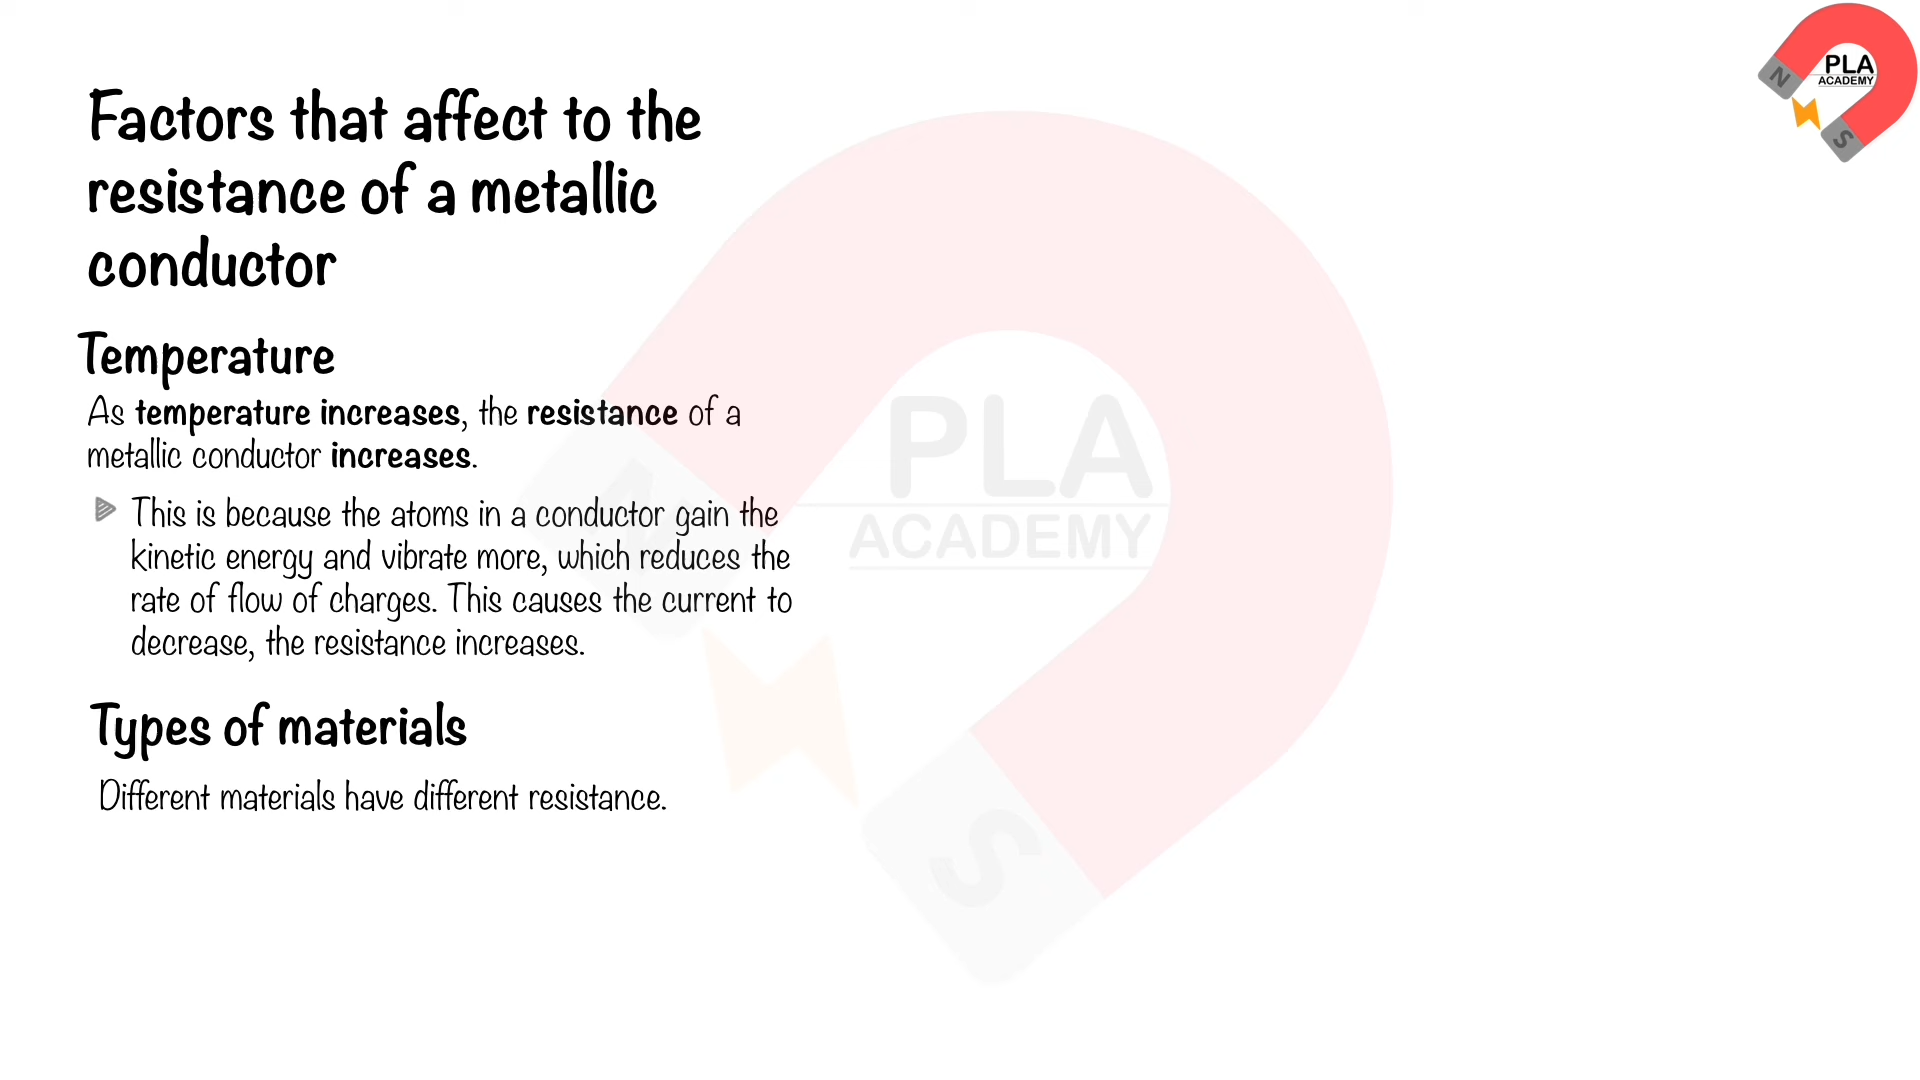 Factors that affect to the
resistance of a metallic
conductor
Temperature
As temperature increases, the resistance of a
metallic conductor increases.
This is because the atoms in a conductor gain the
kinetic energy and vibrate more, which reduces the
rate of flow of charges. This causes the current to
decrease, the resistance increases.
Types of materials
Different materials have different resistance.
N
PLA
ACADEMY
S
N
PLA
ACADEMY
S